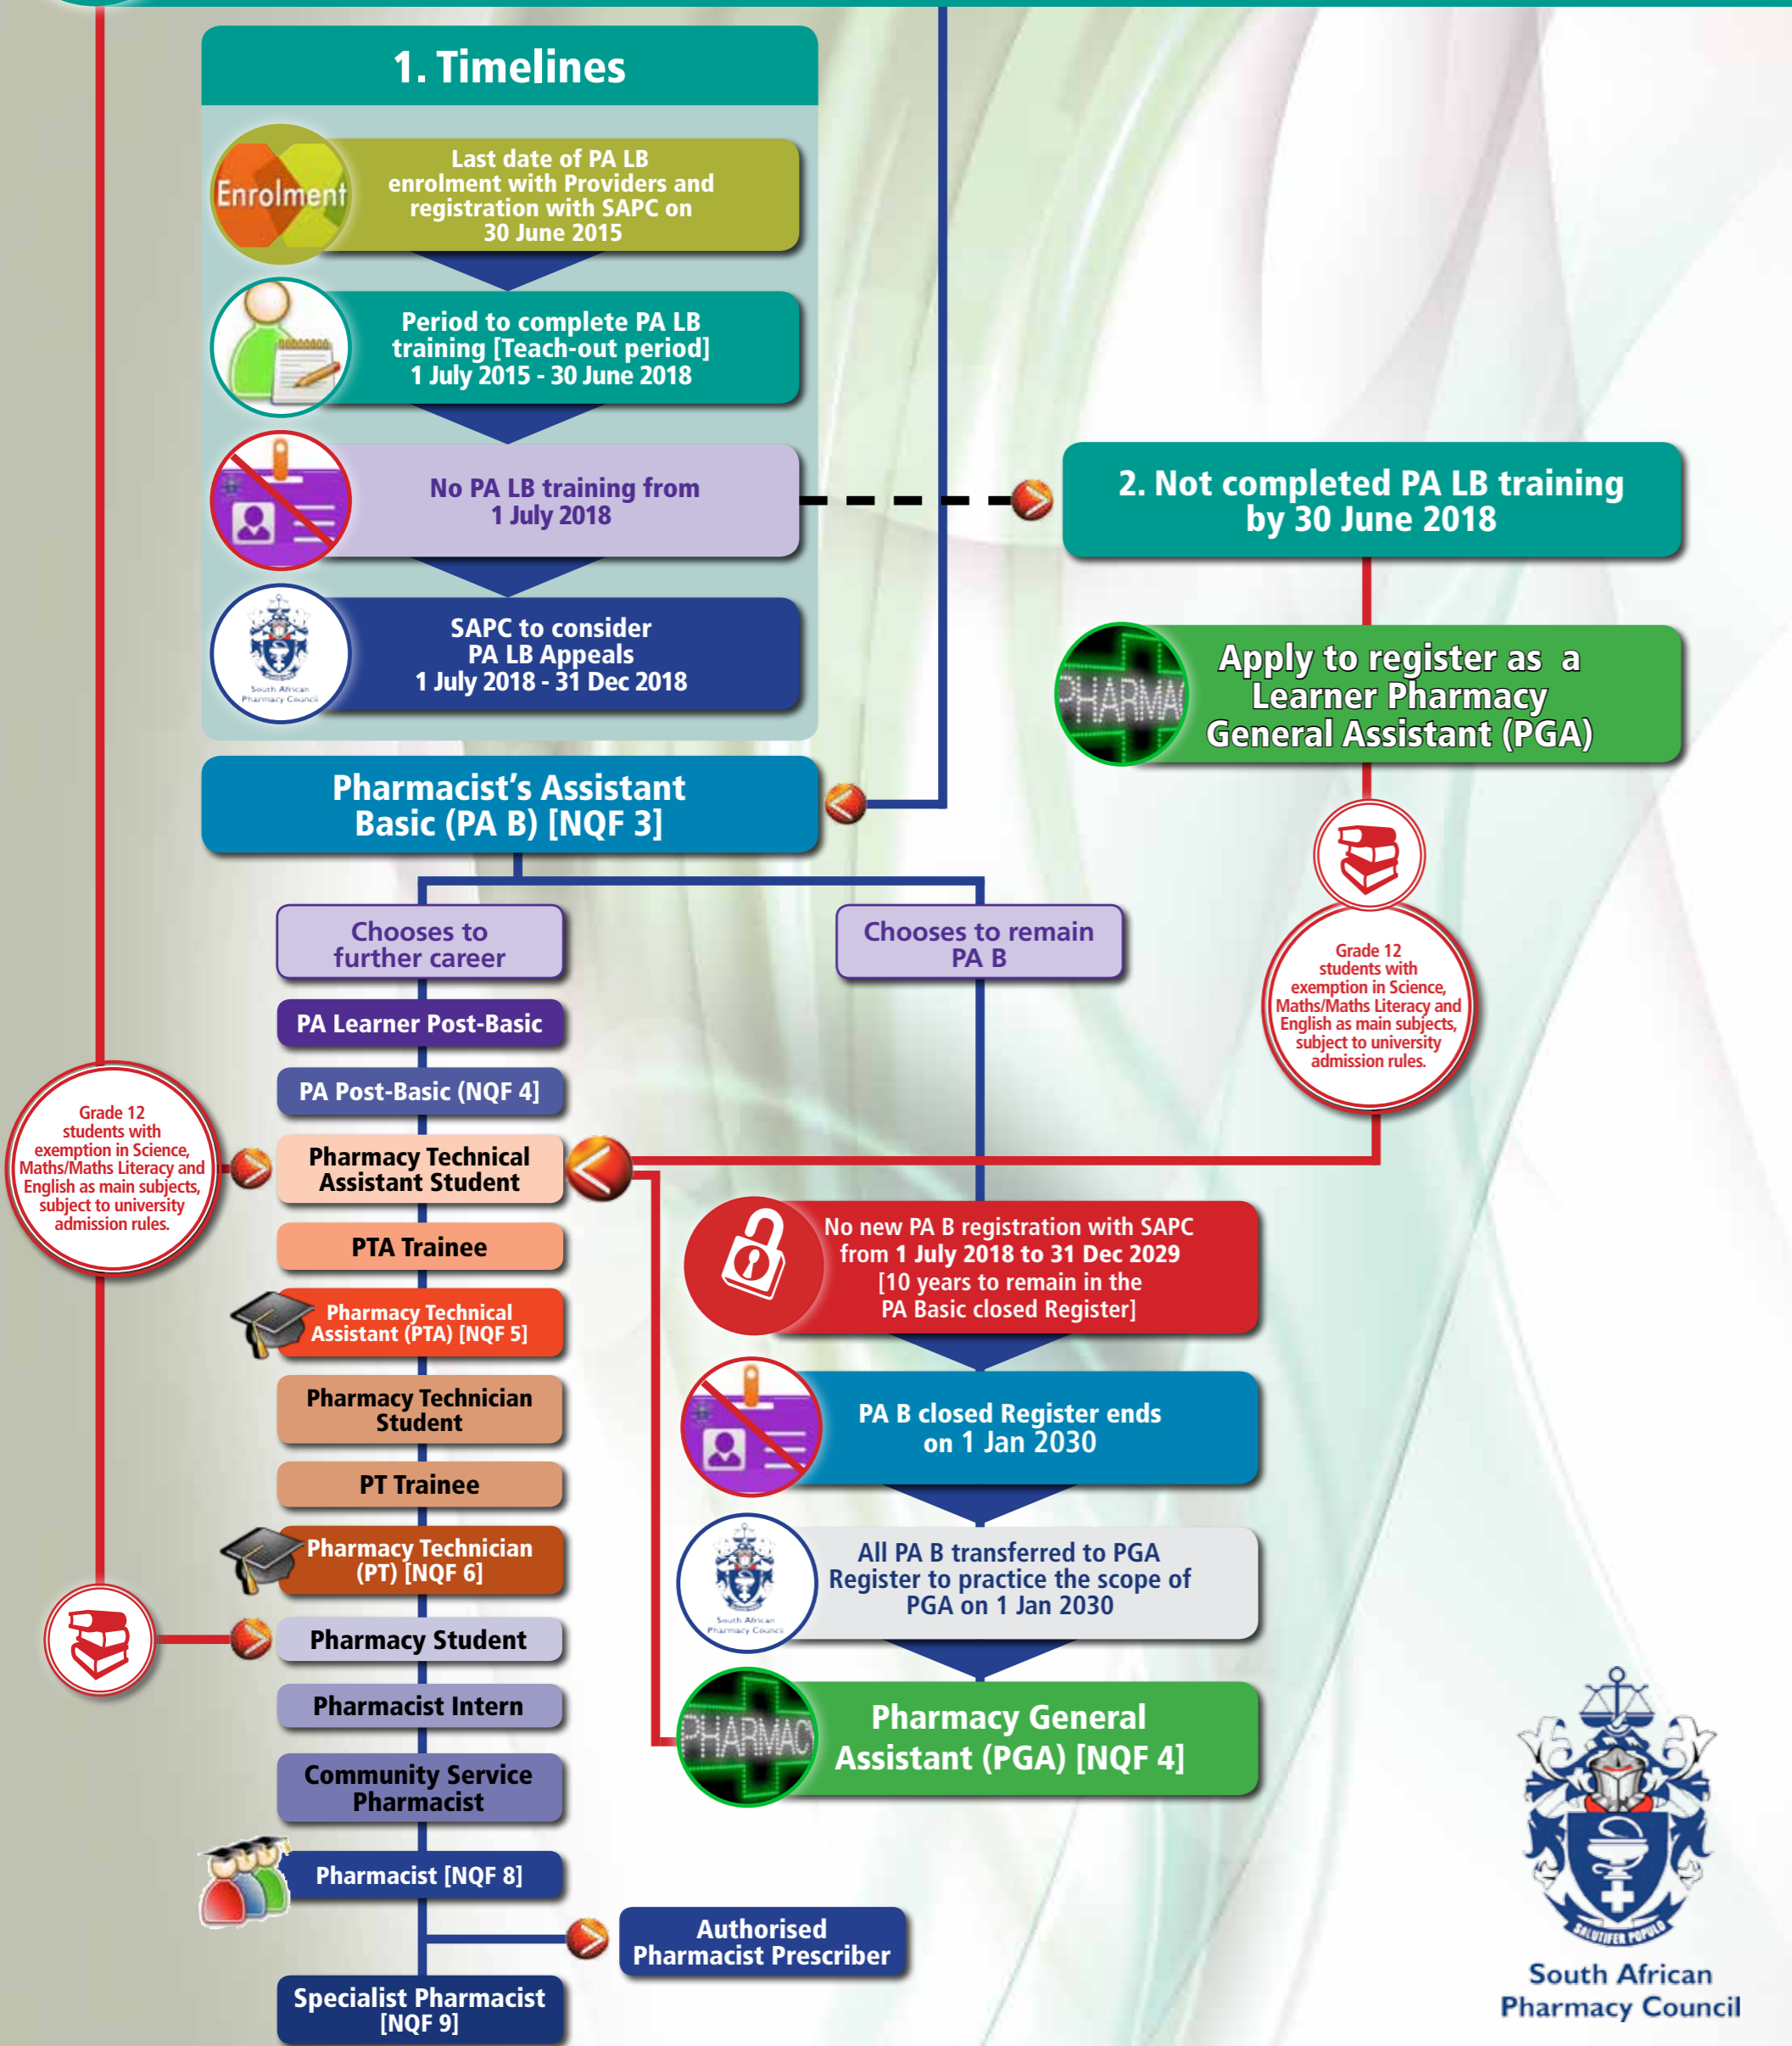 1. Timelines
Enrolment
Last date of PA LB
enrolment with Providers and
registration with SAPC on
30 June 2015
Period to complete PA LB
training [Teach-out period]
1 July 2015 - 30 June 2018
No PA LB training from
1 July 2018
SAPC to consider
PA LB Appeals
1 July 2018 - 31 Dec 2018
South African
Pharmacy Council
2. Not completed PA LB training
by 30 June 2018
PHARMA
Apply to register as a
Learner Pharmacy
General Assistant (PGA)
Grade 12
students with
exemption in Science,
Maths/Maths Literacy and
English as main subjects,
subject to university
admission rules.
Pharmacist's Assistant
Basic (PA B) [NQF 3]
Chooses to
further career
Chooses to remain
PA B
PA Learner Post-Basic
PA Post-Basic (NQF 4]
Grade 12
students with
exemption in Science,
Maths/Maths Literacy and
English as main subjects,
subject to university
admission rules.
Pharmacy Technical
Assistant Student
PTA Trainee
Pharmacy Technical
Assistant (PTA) [NQF 5]
Pharmacy Technician
Student
PT Trainee
Pharmacy Technician
(PT) [NQF 6]
Pharmacy Student
Pharmacist Intern
Community Service
Pharmacist
Pharmacist [NQF 8]
Authorised
Pharmacist Prescriber
Specialist Pharmacist
[NQF 9]
No new PA B registration with SAPC
from 1 July 2018 to 31 Dec 2029
[10 years to remain in the
PA Basic closed Register]
PA B closed Register ends
on 1 Jan 2030
South African
Pharmacy Council
All PA B transferred to PGA
Register to practice the scope of
PGA on 1 Jan 2030
PHARMACY
Pharmacy General
Assistant (PGA) [NQF 4]
SALUTIFER POPULO
South African
Pharmacy Council